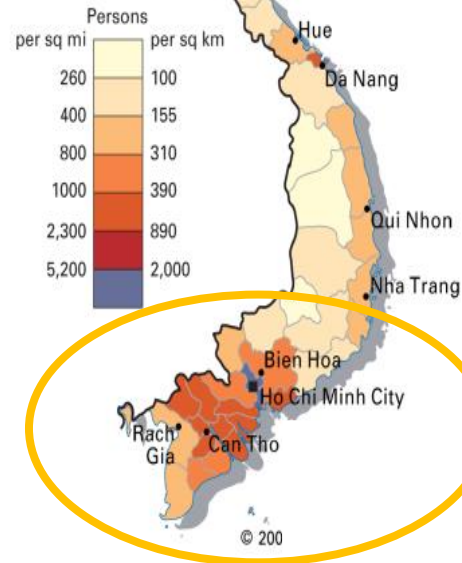 Persons
per sq mi per sq km
260 100
400 155
800 310
1000 390
2,300 890
5,200 2,000
Hue
Da Nang
Qui Nhon
Nha Trang
Bien Hoa
Ho Chi Minh City
Rach
Gia
Can Tho
© 200